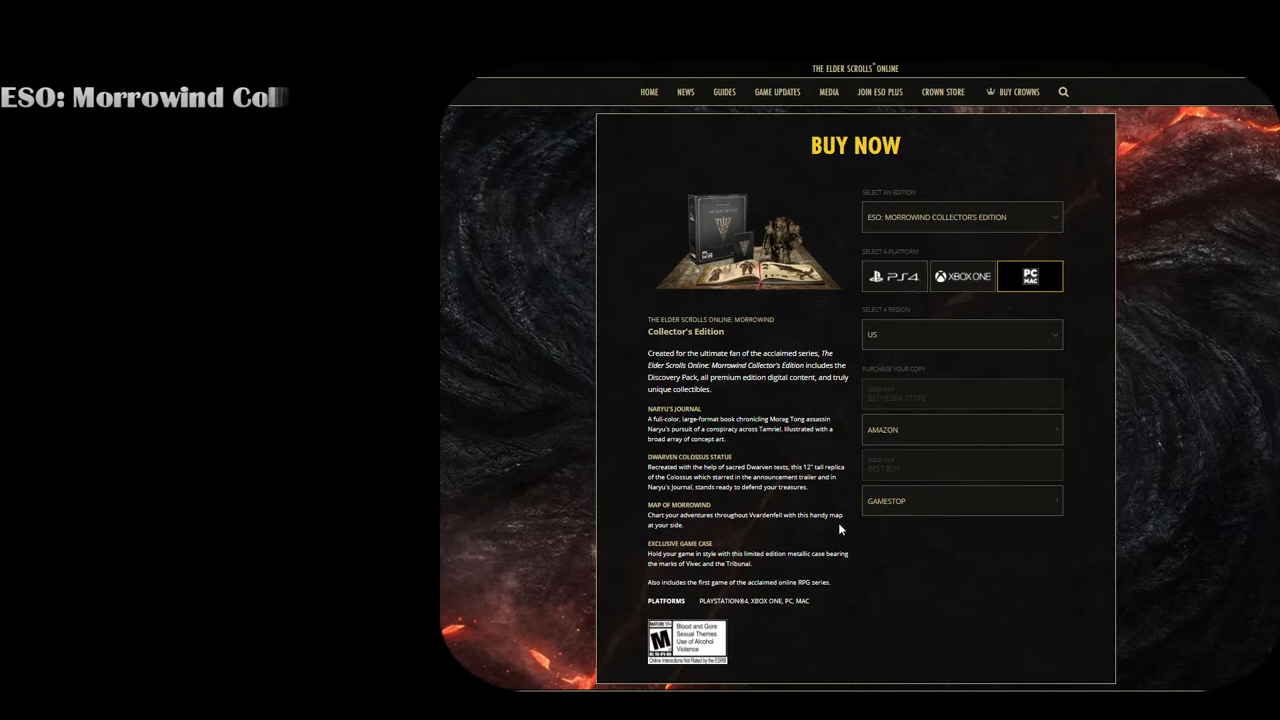 THE ELDER SCROLLS® ONLINE
ESO: Morrowind Col
HOME NEWS GUIDES GAME UPDATES MEDIA JOIN ESO PLUS CROWN STORE BUY CROWNS
BUY NOW
MORROWIND
SELECT AN EDITION
ESO: MORROWIND COLLECTOR'S EDITION
SELECT A PLATFORM
PS4 XBOX ONE PC MAC
SELECT A REGION
US
PURCHASE YOUR COPY
SOLD OUT
BETHESDA STORE
AMAZON
SOLD OUT
BEST BUY
GAMESTOP
THE ELDER SCROLLS ONLINE: MORROWIND
Collector's Edition
Created for the ultimate fan of the acclaimed series, The
Elder Scrolls Online: Morrowind Collector's Edition includes the
Discovery Pack, all premium edition digital content, and truly
unique collectibles.
NARYU'S JOURNAL
A full-color, large-format book chronicling Morag Tong assassin
Naryu's pursuit of a conspiracy across Tamriel. Illustrated with a
broad array of concept art.
DWARVEN COLOSSUS STATUE
Recreated with the help of sacred Dwarven texts, this 12" tall replica
of the Colossus which starred in the announcement trailer and in
Naryu's Journal, stands ready to defend your treasures.
MAP OF MORROWIND
Chart your adventures throughout Vvardenfell with this handy map
at your side.
EXCLUSIVE GAME CASE
Hold your game in style with this limited edition metallic case bearing
the marks of Vivec and the Tribunal.
Also includes the first game of the acclaimed online RPG series.
PLATFORMS PLAYSTATION®4, XBOX ONE, PC, MAC
MATURE 17+
M
ESRB
Blood and Gore
Sexual Themes
Use of Alcohol
Violence
Online Interactions Not Rated by the ESRB